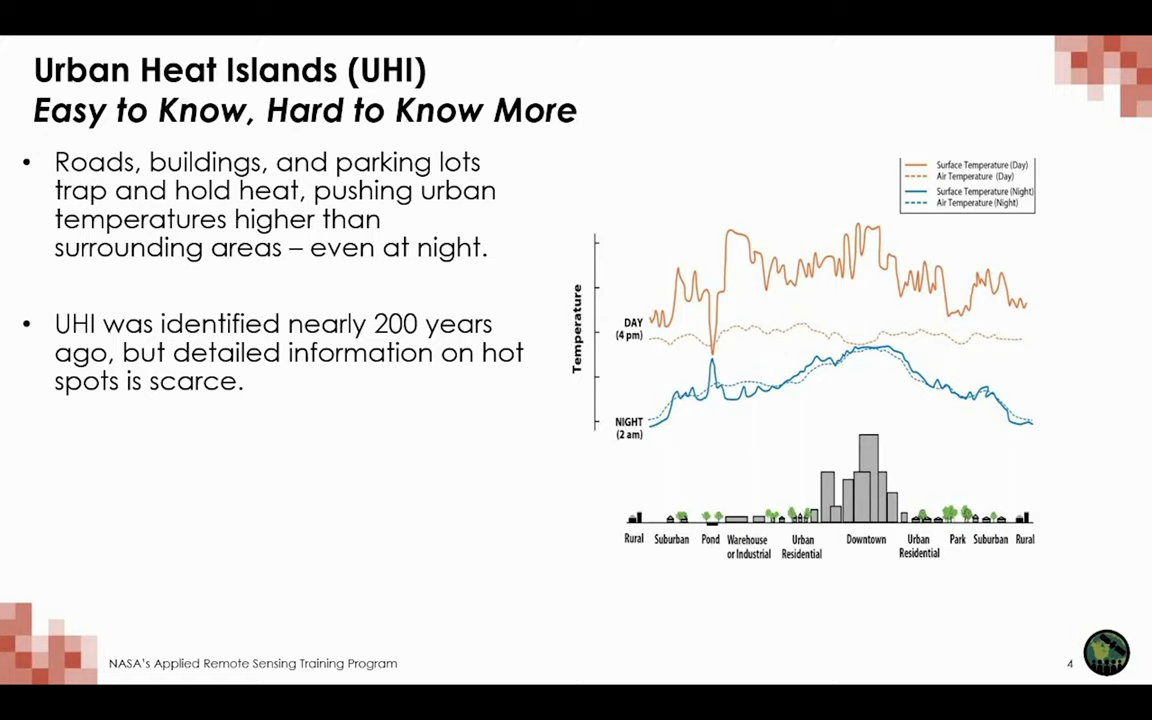 Urban Heat Islands (UHI)
Easy to Know, Hard to Know More
• Roads, buildings, and parking lots
trap and hold heat, pushing urban
temperatures higher than
surrounding areas – even at night.
• UHI was identified nearly 200 years
ago, but detailed information on hot
spots is scarce.
Surface Temperature (Day)
Air Temperature (Day)
Surface Temperature (Night)
Air Temperature (Night)
Temperature
DAY
(4 pm)
NIGHT
(2 am)
Rural
Suburban
Pond
Warehouse
or Industrial
Urban
Residential
Downtown
Urban
Residential
Park
Suburban
Rural
NASA's Applied Remote Sensing Training Program
4